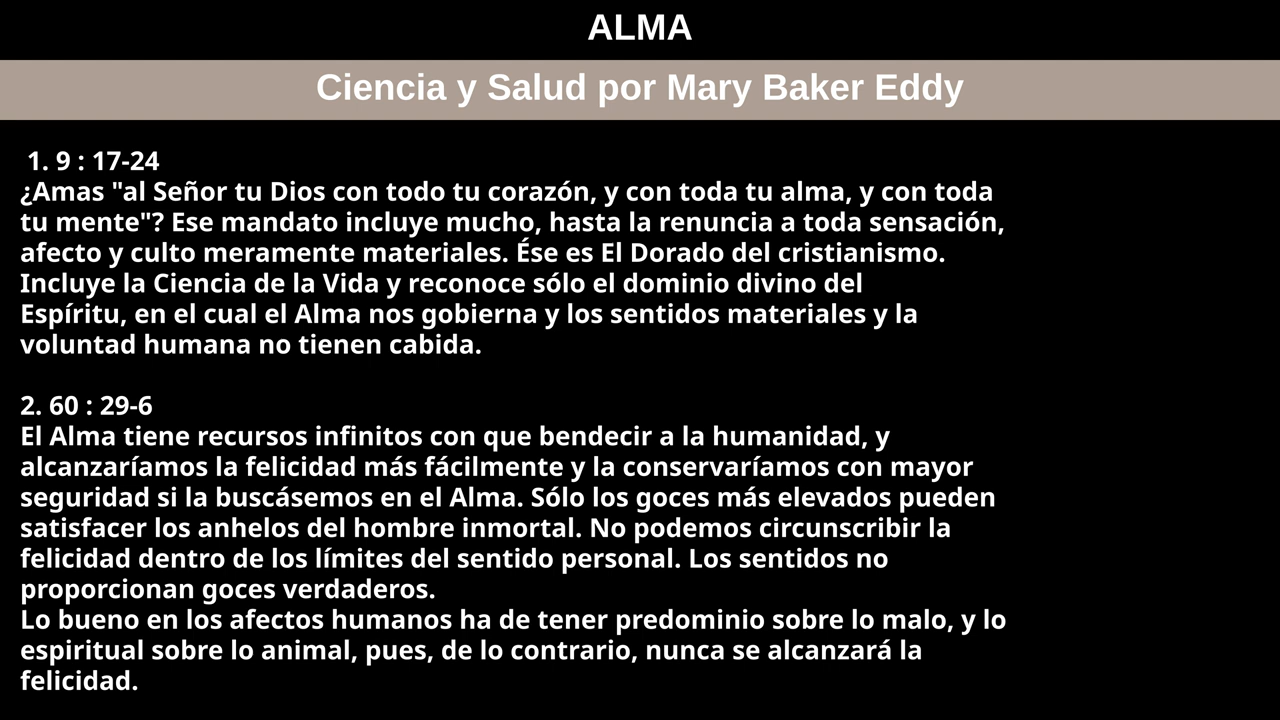 ALMA
Ciencia y Salud por Mary Baker Eddy
1. 9 : 17-24
¿Amas "al Señor tu Dios con todo tu corazón, y con toda tu alma, y con toda
tu mente"? Ese mandato incluye mucho, hasta la renuncia a toda sensación,
afecto y culto meramente materiales. Ése es El Dorado del cristianismo.
Incluye la Ciencia de la Vida y reconoce sólo el dominio divino del
Espíritu, en el cual el Alma nos gobierna y los sentidos materiales y la
voluntad humana no tienen cabida.
2. 60 : 29-6
El Alma tiene recursos infinitos con que bendecir a la humanidad, y
alcanzaríamos la felicidad más fácilmente y la conservaríamos con mayor
seguridad si la buscásemos en el Alma. Sólo los goces más elevados pueden
satisfacer los anhelos del hombre inmortal. No podemos circunscribir la
felicidad dentro de los límites del sentido personal. Los sentidos no
proporcionan goces verdaderos.
Lo bueno en los afectos humanos ha de tener predominio sobre lo malo, y lo
espiritual sobre lo animal, pues, de lo contrario, nunca se alcanzará la
felicidad.